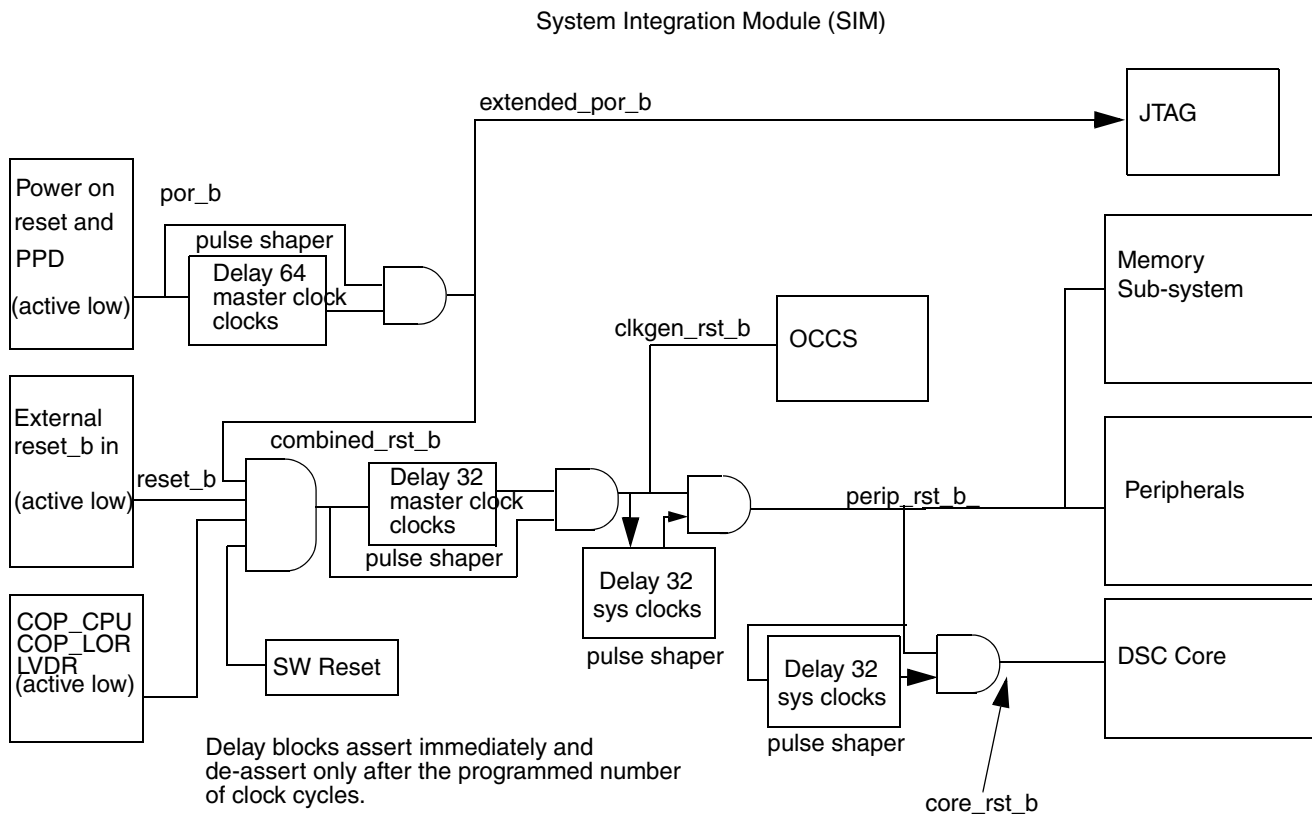 System Integration Module (SIM)
extended_por_b
JTAG
Power on
reset and
PPD
(active low)
por_b
pulse shaper
Delay 64
master clock
clocks
Memory
Sub-system
clkgen_rst_b
OCCS
External
reset_b in
(active low)
reset_b
combined_rst_b
Delay 32
master clock
clocks
pulse shaper
perip_rst_b_
Peripherals
Delay 32
sys clocks
pulse shaper
COP_CPU
COP_LOR
LVDR
(active low)
SW Reset
Delay 32
sys clocks
pulse shaper
DSC Core
core_rst_b
Delay blocks assert immediately and
de-assert only after the programmed number
of clock cycles.